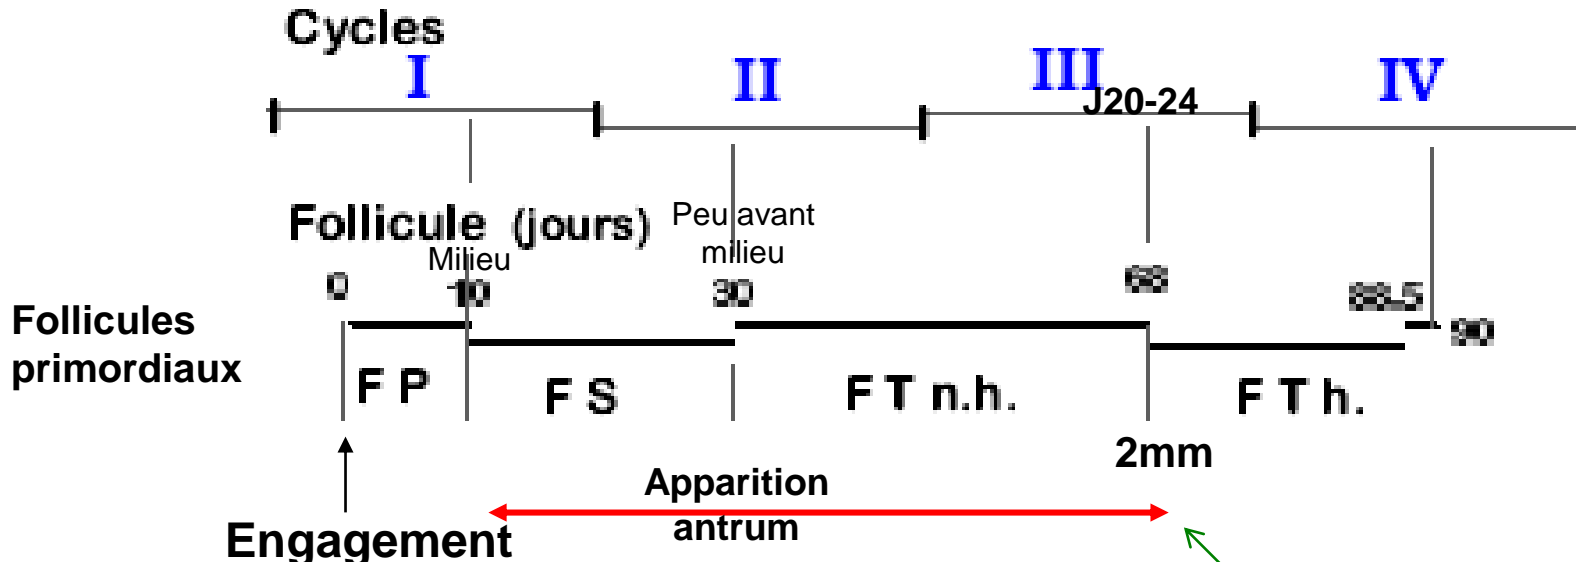 Cycles
I
II
III
IV
J20-24
Follicule (jours)
Peu avant
milieu
Milieu
0
10
30
68
88.5
90
Follicules
primordiaux
F P
F S
F T n.h.
F T h.
2mm
Apparition
antrum
Engagement